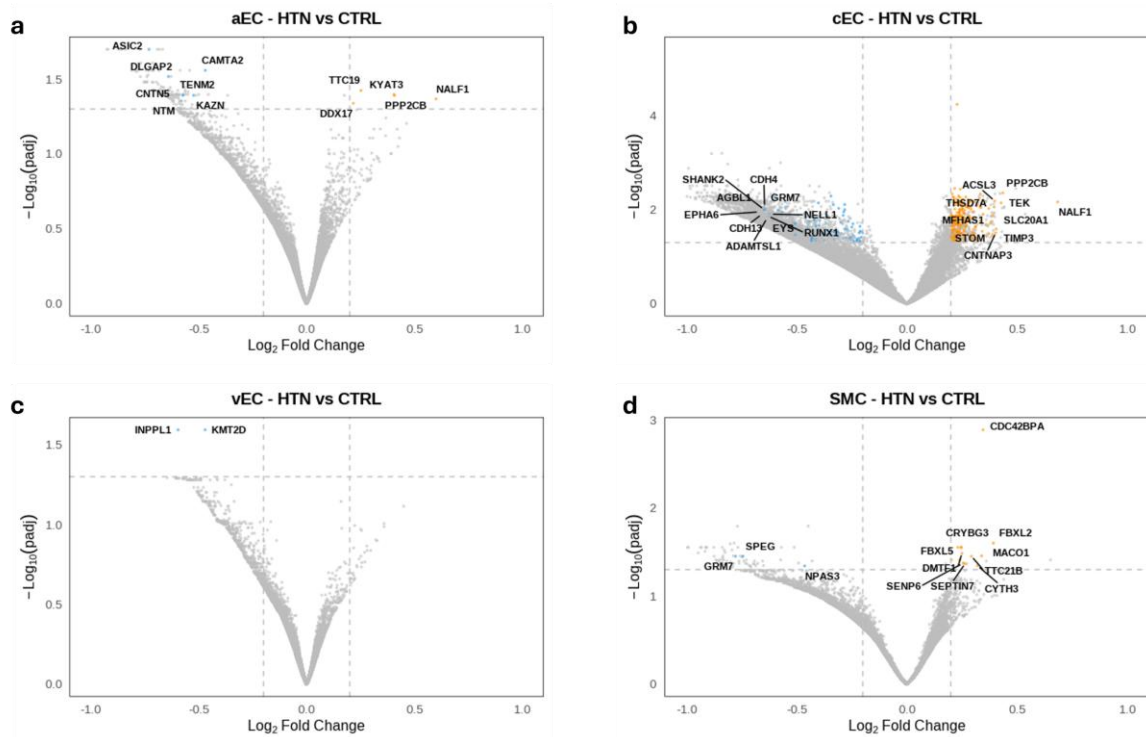 a
aEC - HTN vs CTRL
ASIC2
CAMTA2
DLGAP2
TENM2
CNTN5
KAZN
NTM
TTC19
KYAT3
NALF1
PPP2CB
DDX17
−Log10(padj)
1.5
1.0
0.5
0.0
-1.0 -0.5 0.0 0.5 1.0
Log2 Fold Change
b
cEC - HTN vs CTRL
SHANK2
CDH4
AGBL1
GRM7
EPHA6
NELL1
CDH13
EYS
RUNX1
ADAMTSL1
ACSL3
PPP2CB
THSD7A
TEK
NALF1
MFHAS1
SLC20A1
STOM
TIMP3
CNTNAP3
−Log10(padj)
4
2
0
-1.0 -0.5 0.0 0.5 1.0
Log2 Fold Change
c
vEC - HTN vs CTRL
INPPL1
KMT2D
−Log10(padj)
1.5
1.0
0.5
0.0
-1.0 -0.5 0.0 0.5 1.0
Log2 Fold Change
d
SMC - HTN vs CTRL
CDC42BPA
SPEG
GRM7
NPAS3
CRYBG3
FBXL2
FBXL5
MACO1
DMTF1
TTC21B
SENP6
SEPTIN7
CYTH3
−Log10(padj)
3
2
1
0
-1.0 -0.5 0.0 0.5 1.0
Log2 Fold Change